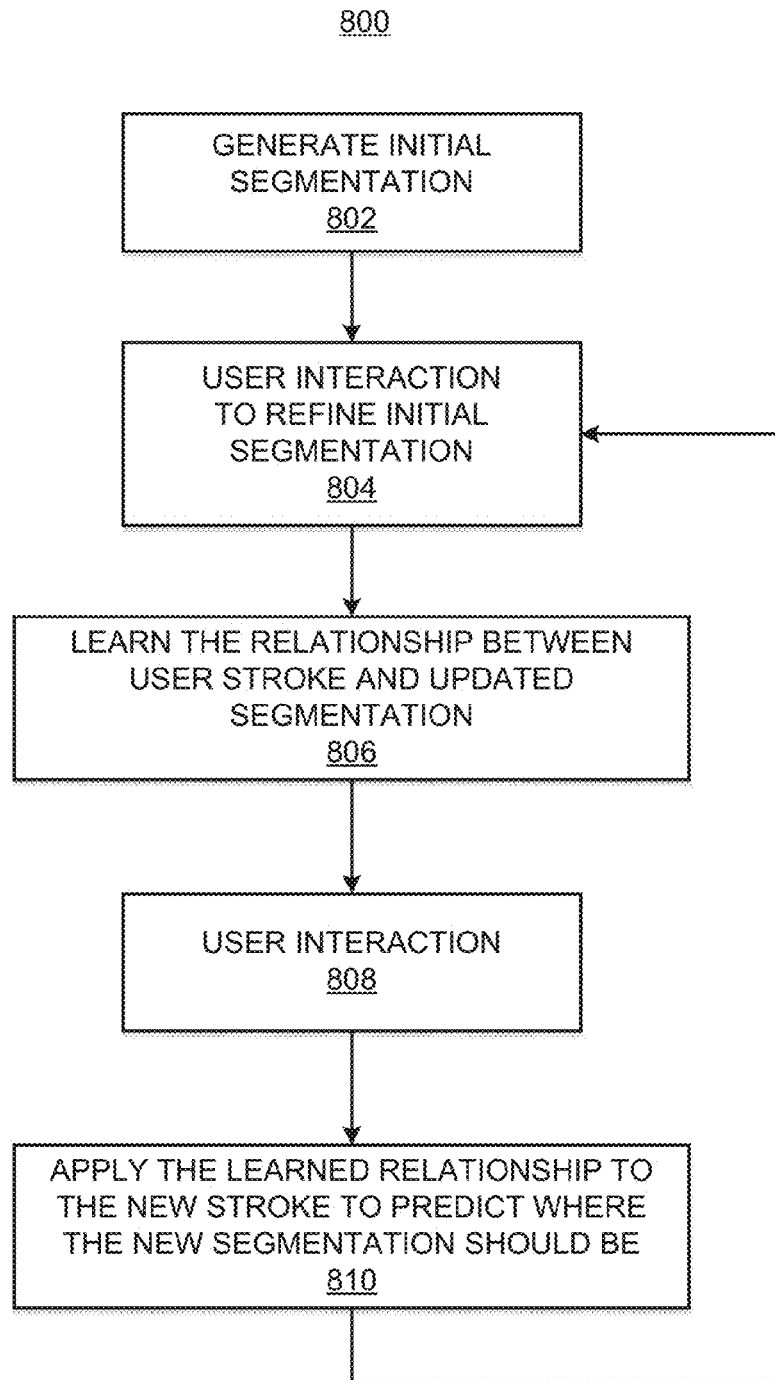 800
GENERATE INITIAL
SEGMENTATION
802
USER INTERACTION
TO REFINE INITIAL
SEGMENTATION
804
LEARN THE RELATIONSHIP BETWEEN
USER STROKE AND UPDATED
SEGMENTATION
806
USER INTERACTION
808
APPLY THE LEARNED RELATIONSHIP TO
THE NEW STROKE TO PREDICT WHERE
THE NEW SEGMENTATION SHOULD BE
810